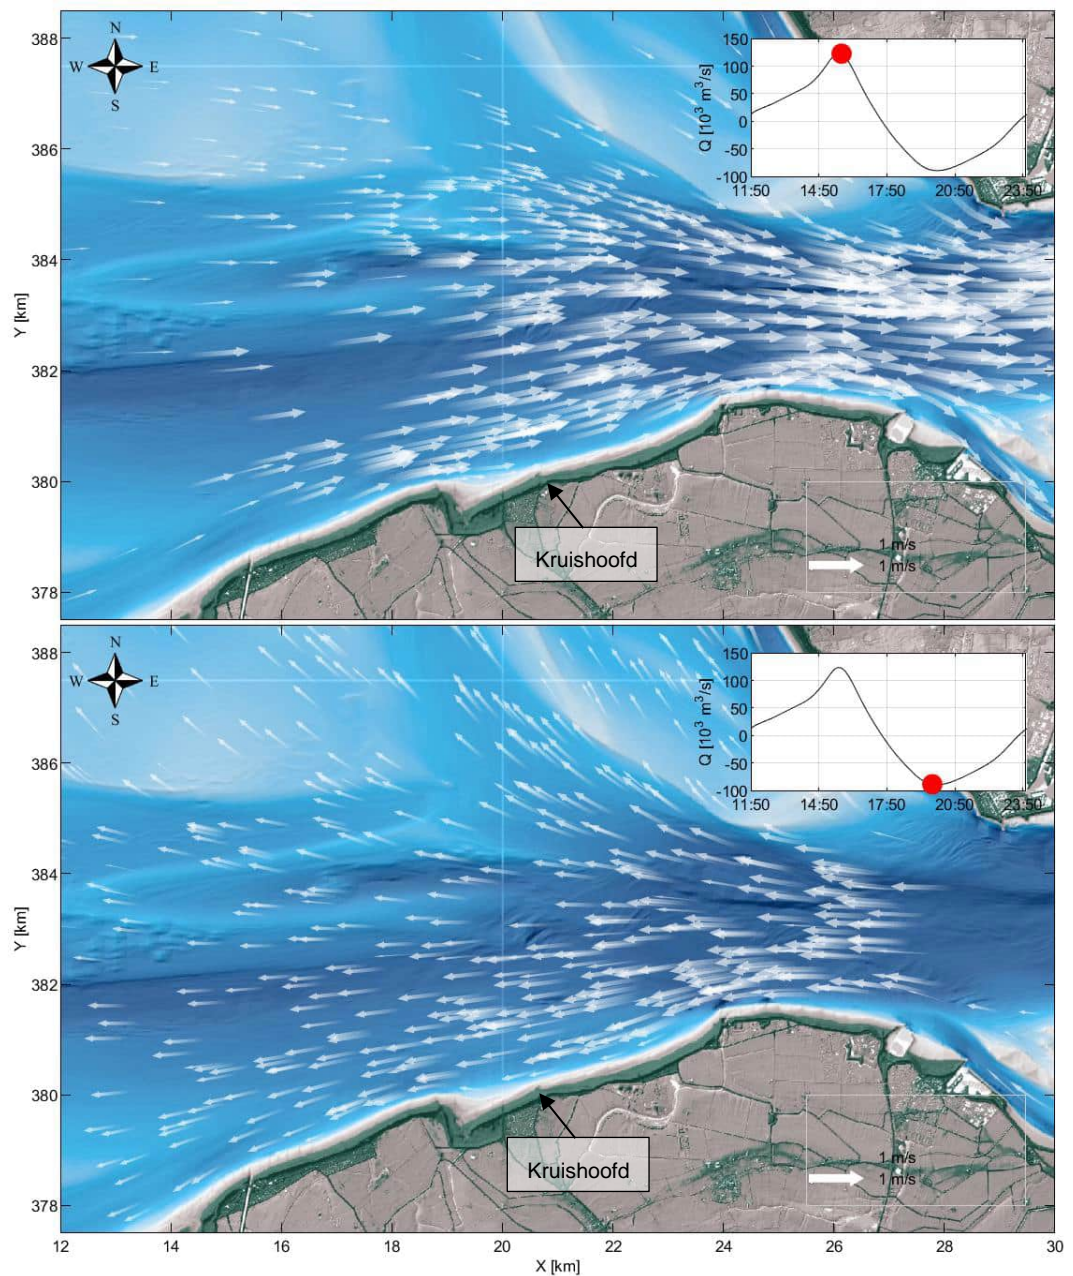 388
386
384
382
380
378
Y [km]
N
W E
S
150
100
50
0
-50
-100
Q [10³ m³/s]
11:50 14:50 17:50 20:50 23:50
Kruishoofd
1 m/s
1 m/s
388
386
384
382
380
378
Y [km]
N
W E
S
150
100
50
0
-50
-100
Q [10³ m³/s]
11:50 14:50 17:50 20:50 23:50
Kruishoofd
1 m/s
1 m/s
12 14 16 18 20 22 24 26 28 30
X [km]